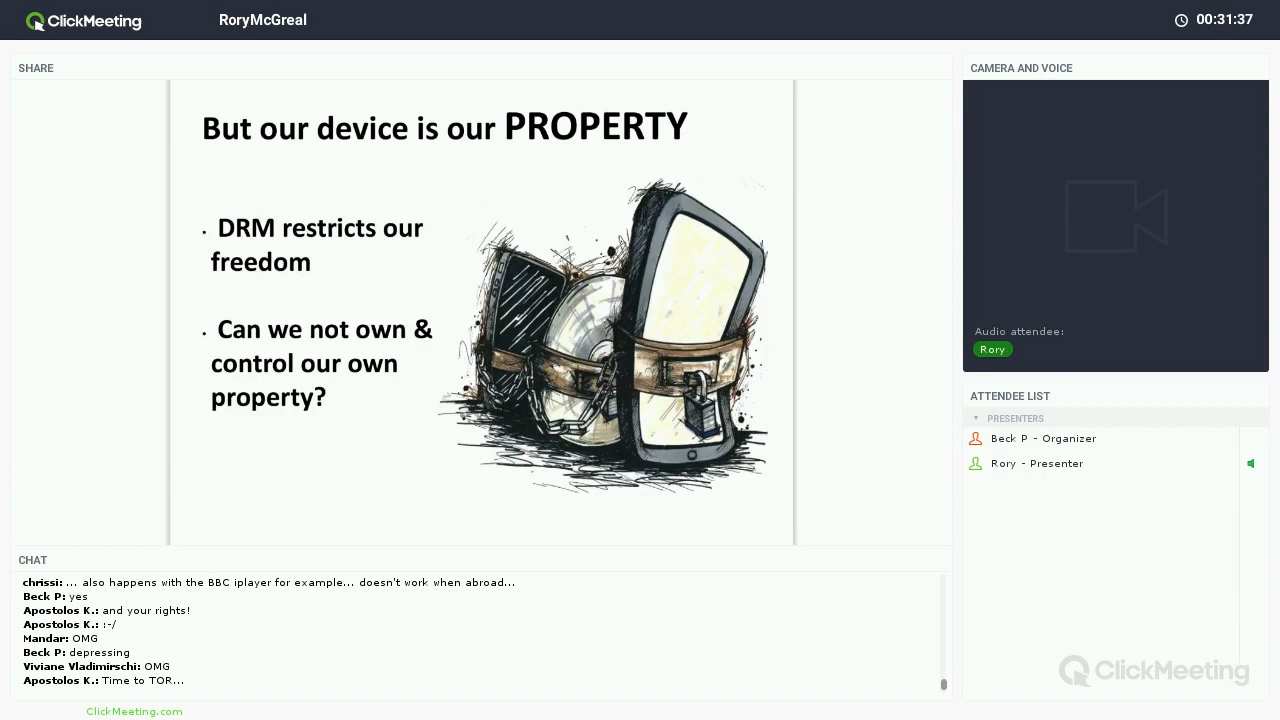 ClickMeeting
RoryMcGreal
00:31:37
SHARE
But our device is our PROPERTY
• DRM restricts our
freedom
• Can we not own &
control our own
property?
CAMERA AND VOICE
Audio attendee:
Rory
ATTENDEE LIST
PRESENTERS
Beck P - Organizer
Rory - Presenter
CHAT
chrissi: ... also happens with the BBC iplayer for example... doesn't work when abroad...
Beck P: yes
Apostolos K.: and your rights!
Apostolos K.: :-/
Mandar: OMG
Beck P: depressing
Viviane Vladimirschi: OMG
Apostolos K.: Time to TOR...
ClickMeeting
ClickMeeting.com